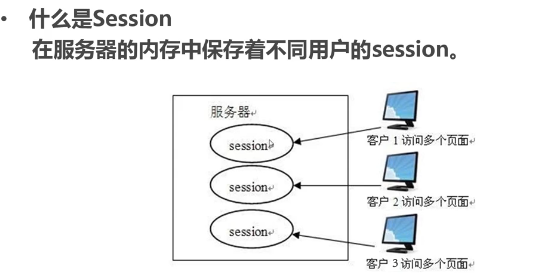 • 什么是Session
在服务器的内存中保存着不同用户的session。
服务器
session
客户 1 访问多个页面
session
客户 2 访问多个页面
session
客户 3 访问多个页面